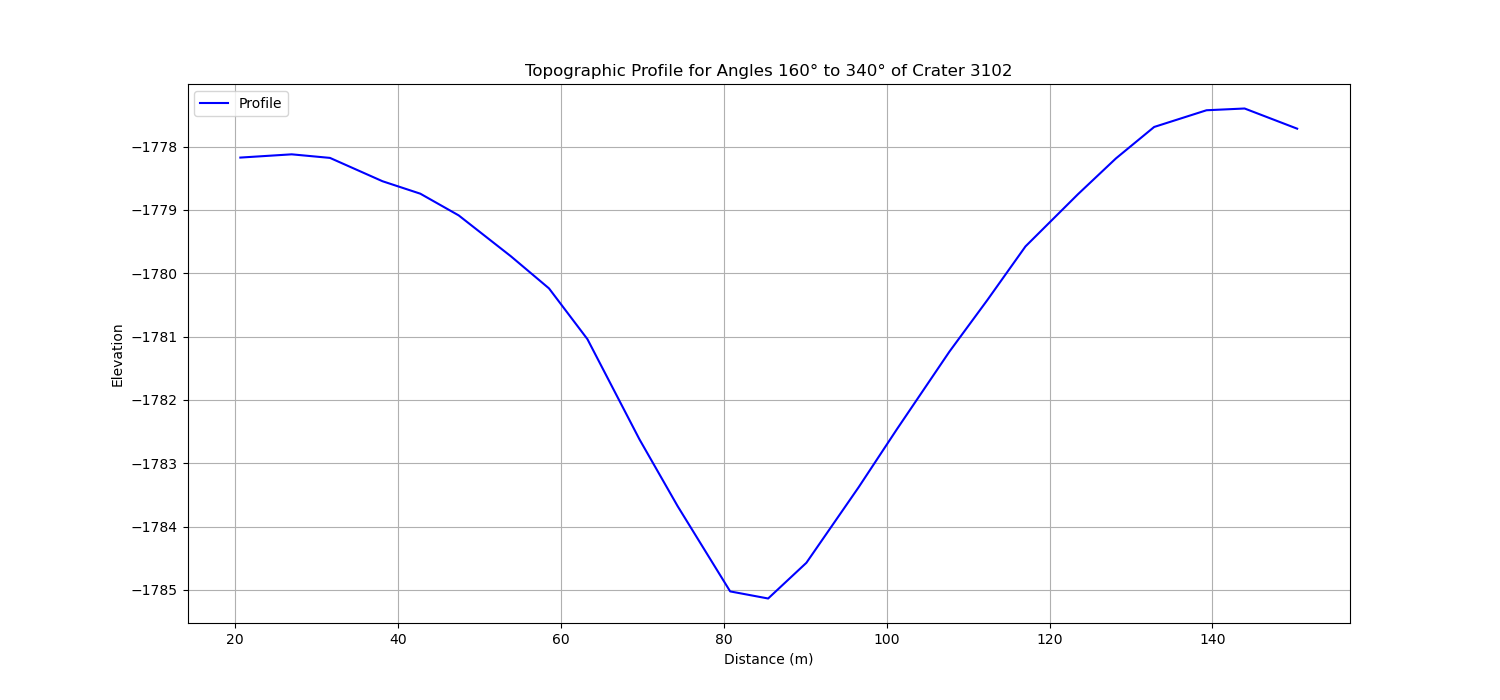 Topographic Profile for Angles 160° to 340° of Crater 3102
Profile
−1778
−1779
−1780
−1781
−1782
−1783
−1784
−1785
Elevation
20 40 60 80 100 120 140
Distance (m)